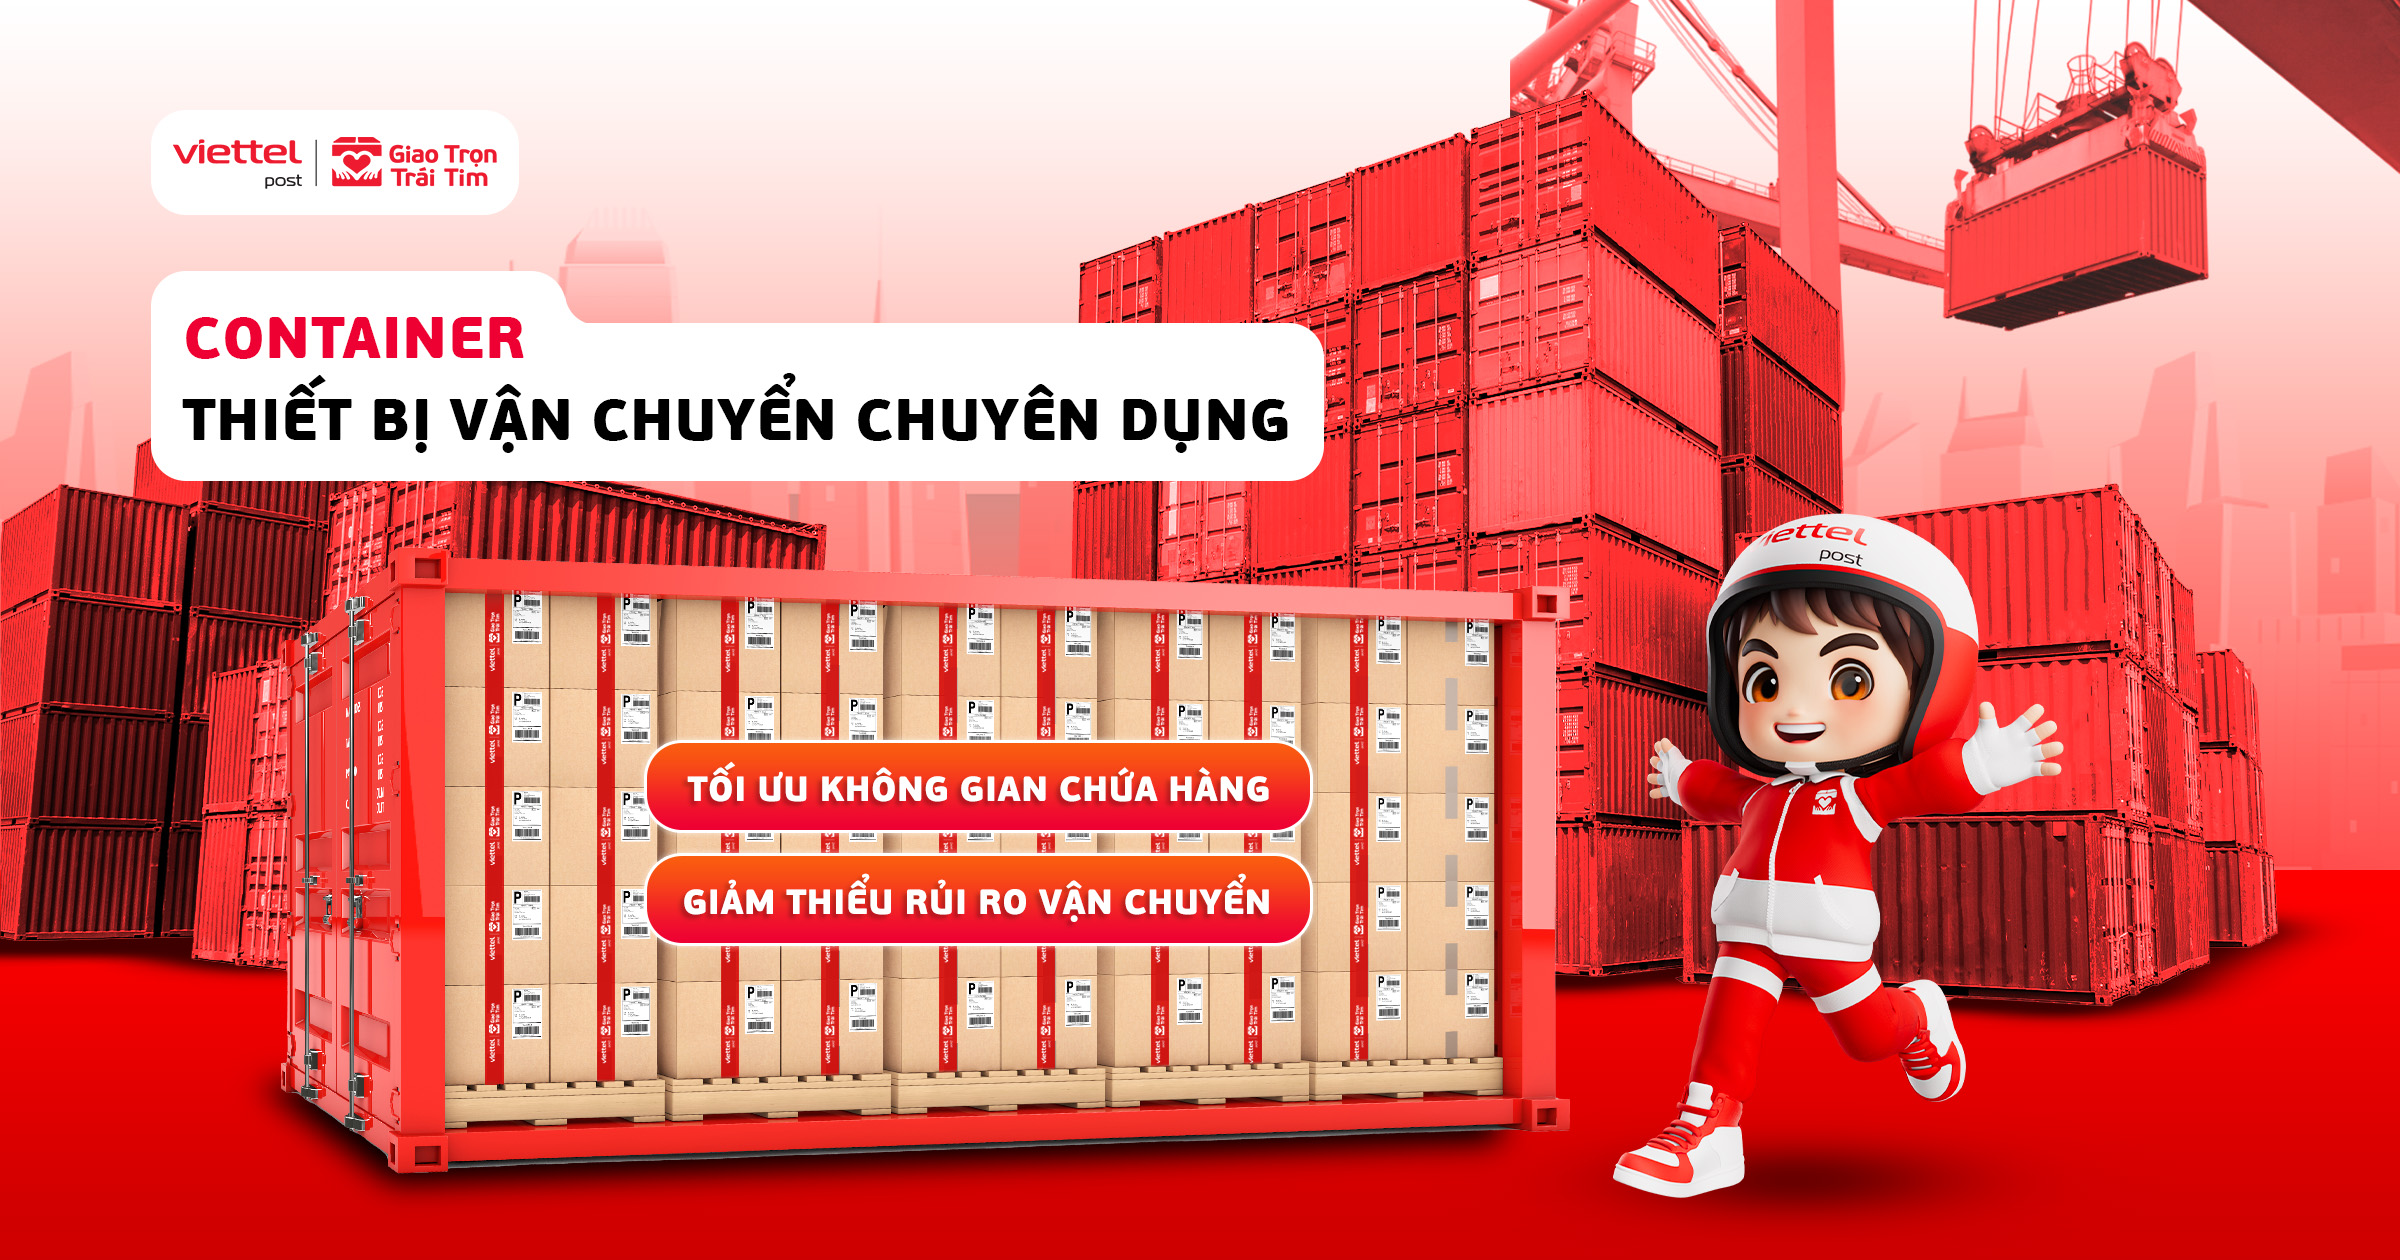 viettel
post
Giao Trọn
Trái Tim
CONTAINER
THIẾT BỊ VẬN CHUYỂN CHUYÊN DỤNG
viettel
post
TỐI ƯU KHÔNG GIAN CHỨA HÀNG
GIẢM THIỂU RỦI RO VẬN CHUYỂN